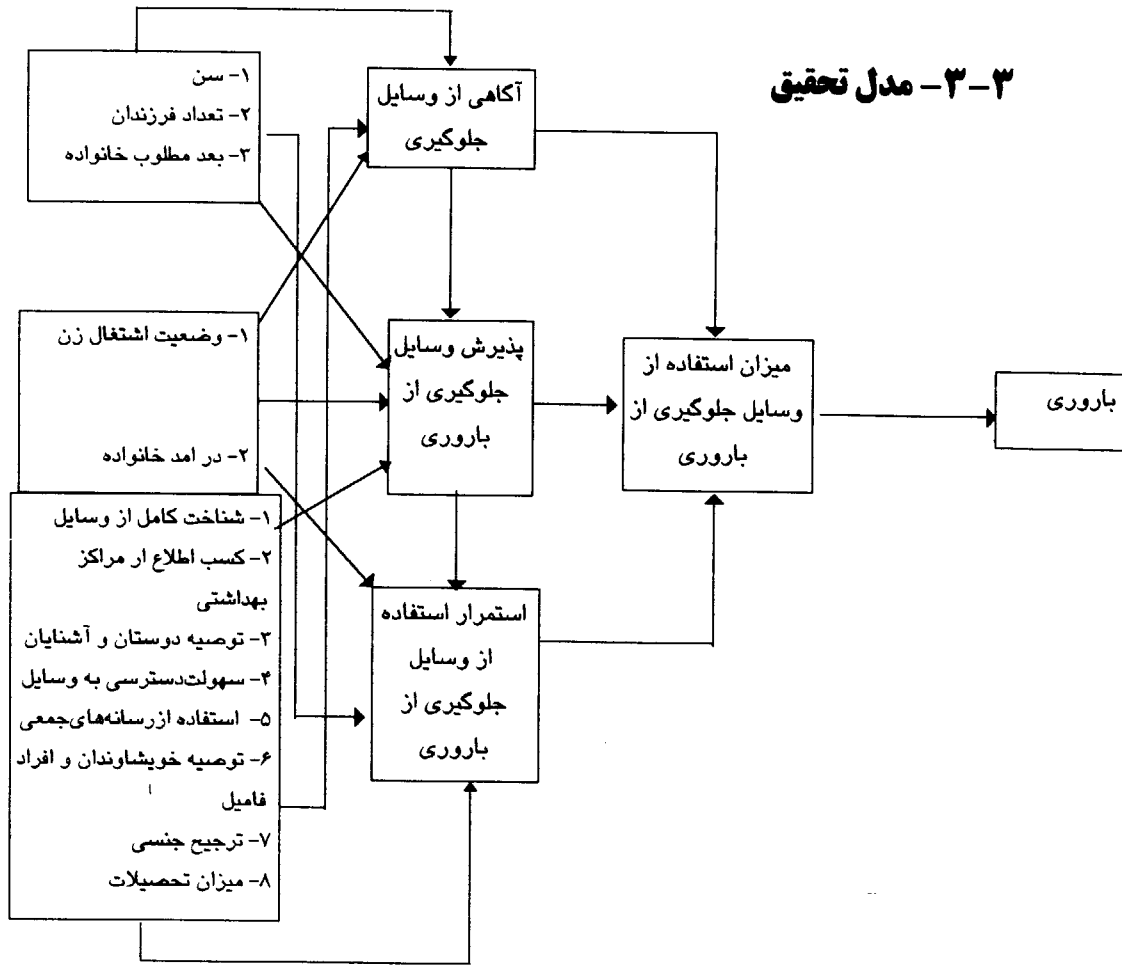 ۳-۳- مدل تحقیق
۱- سن
۲- تعداد فرزندان
۳- بعد مطلوب خانواده
۱- وضعیت اشتغال زن
۲- در امد خانواده
۱- شناخت کامل از وسایل
۲- کسب اطلاع ار مراکز
بهداشتی
۳- توصیه دوستان و آشنایان
۴- سهولت‌دسترسی به وسایل
۵- استفاده ازرسانه‌های‌جمعی
۶- توصیه خویشاوندان و افراد
فامیل
۷- ترجیح جنسی
۸- میزان تحصیلات
آکاهی از وسایل
جلوگیری
پذیرش وسایل
جلوگیری از
باروری
استمرار استفاده
از وسایل
جلوگیری از
باروری
میزان استفاده از
وسایل جلوگیری از
باروری
باروری